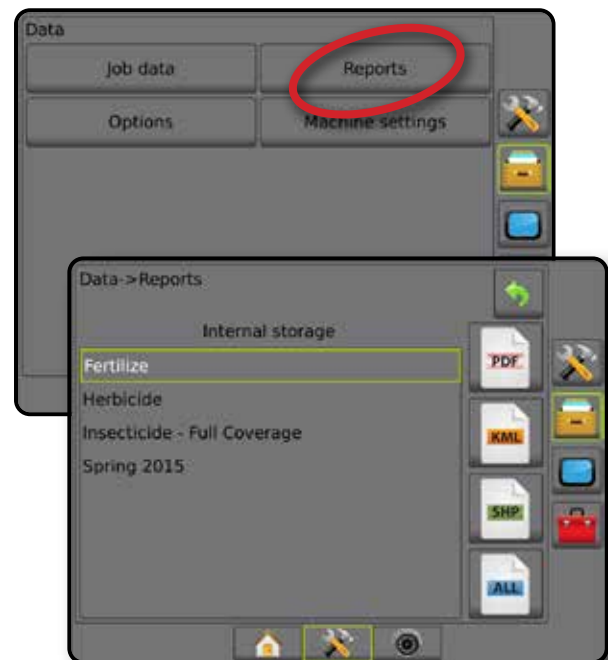 Data
Job data
Reports
Options
Machine settings
Data->Reports
Internal storage
Fertilize
Herbicide
Insecticide - Full Coverage
Spring 2015
PDF
KML
SHP
ALL